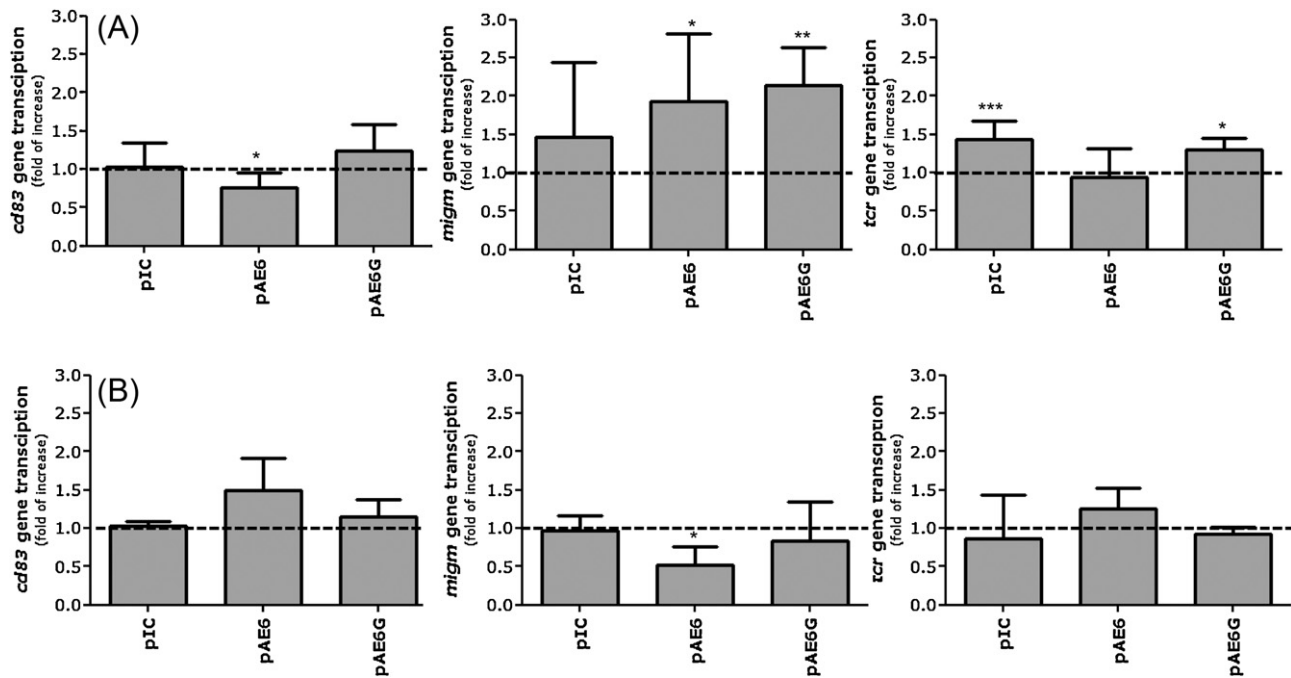 (A)
cd83 gene transciption
(fold of increase)
3.0
2.5
2.0
1.5
1.0
0.5
0.0
*
pIC
pAE6
pAE6G
migm gene transcription
(fold of increase)
3.0
2.5
2.0
1.5
1.0
0.5
0.0
*
**
pIC
pAE6
pAE6G
tcr gene transcription
(fold of increase)
3.0
2.5
2.0
1.5
1.0
0.5
0.0
***
*
pIC
pAE6
pAE6G
(B)
cd83 gene transciption
(fold of increase)
3.0
2.5
2.0
1.5
1.0
0.5
0.0
pIC
pAE6
pAE6G
migm gene transcription
(fold of increase)
3.0
2.5
2.0
1.5
1.0
0.5
0.0
*
pIC
pAE6
pAE6G
tcr gene transcription
(fold of increase)
3.0
2.5
2.0
1.5
1.0
0.5
0.0
pIC
pAE6
pAE6G